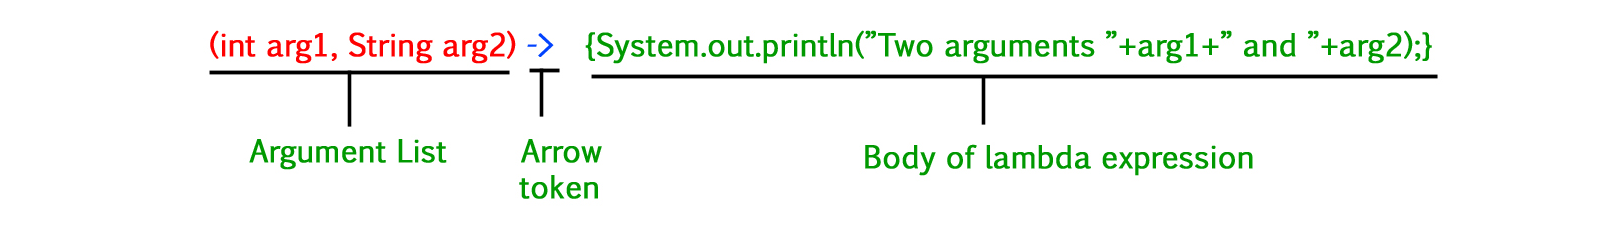 (int arg1, String arg2) -> {System.out.println(”Two arguments ”+arg1+” and ”+arg2);}
Argument List
Arrow
token
Body of lambda expression